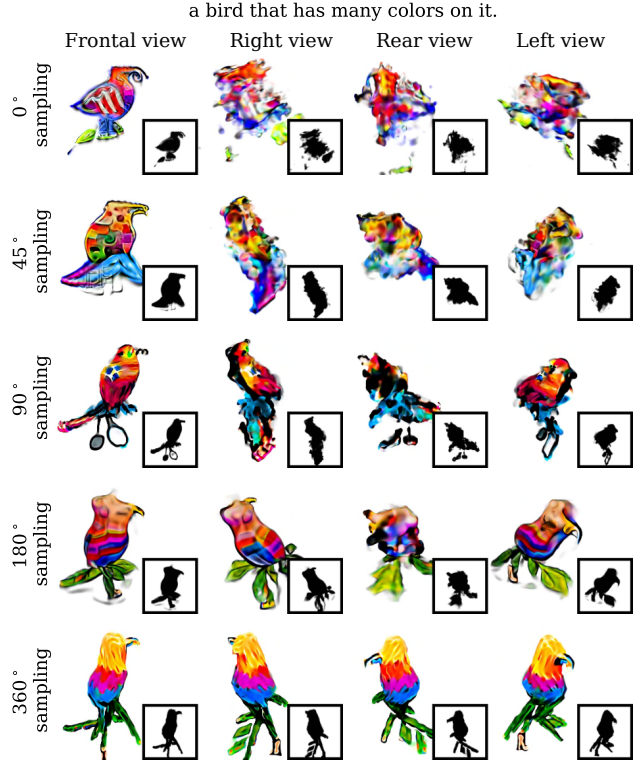 a bird that has many colors on it.
Frontal view Right view Rear view Left view
0° sampling
45° sampling
90° sampling
180° sampling
360° sampling